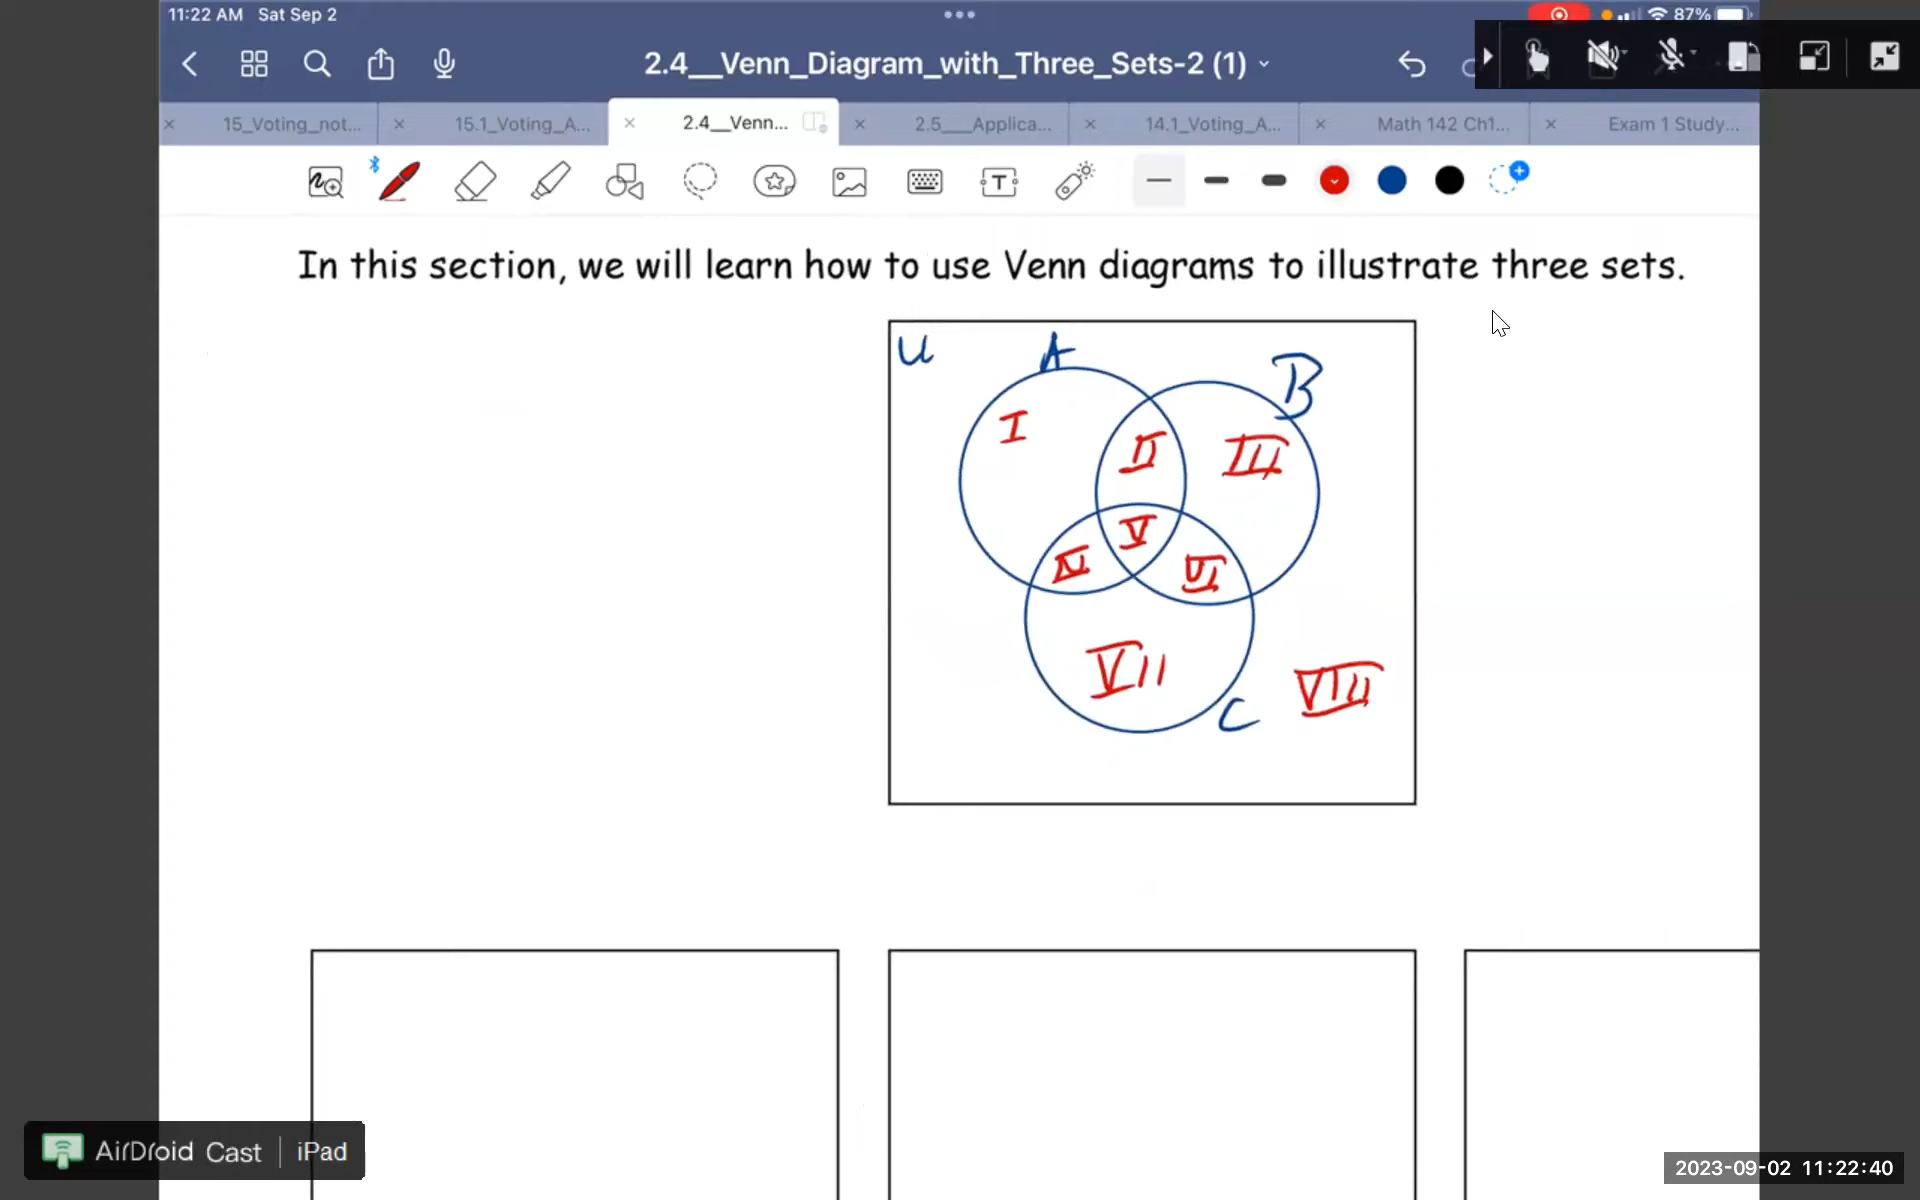 11:22 AM Sat Sep 2
87%
2.4__Venn_Diagram_with_Three_Sets-2 (1)
15_Voting_not...
15.1_Voting_A...
2.4__Venn...
2.5___Applica...
14.1_Voting_A...
Math 142 Ch1...
Exam 1 Study...
T
In this section, we will learn how to use Venn diagrams to illustrate three sets.
U
A
B
I
II
III
V
IV
VI
VII
VIII
C
AirDroid Cast | iPad
2023-09-02 11:22:40